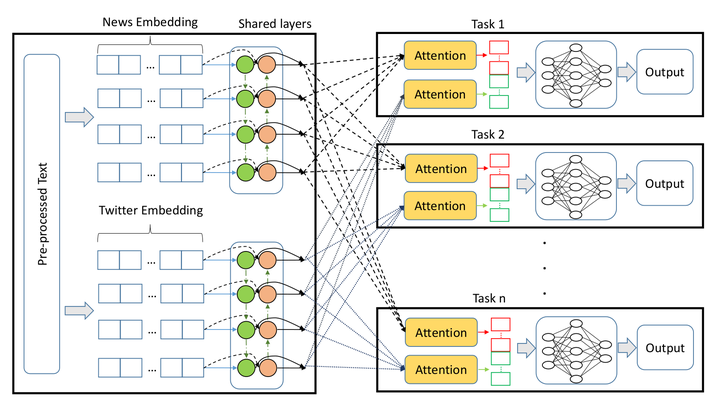 News Embedding
Shared layers
Pre-processed Text
...
...
...
...
Twitter Embedding
...
...
...
...
Task 1
Attention
Attention
Output
Task 2
Attention
Attention
Output
Task n
Attention
Attention
Output